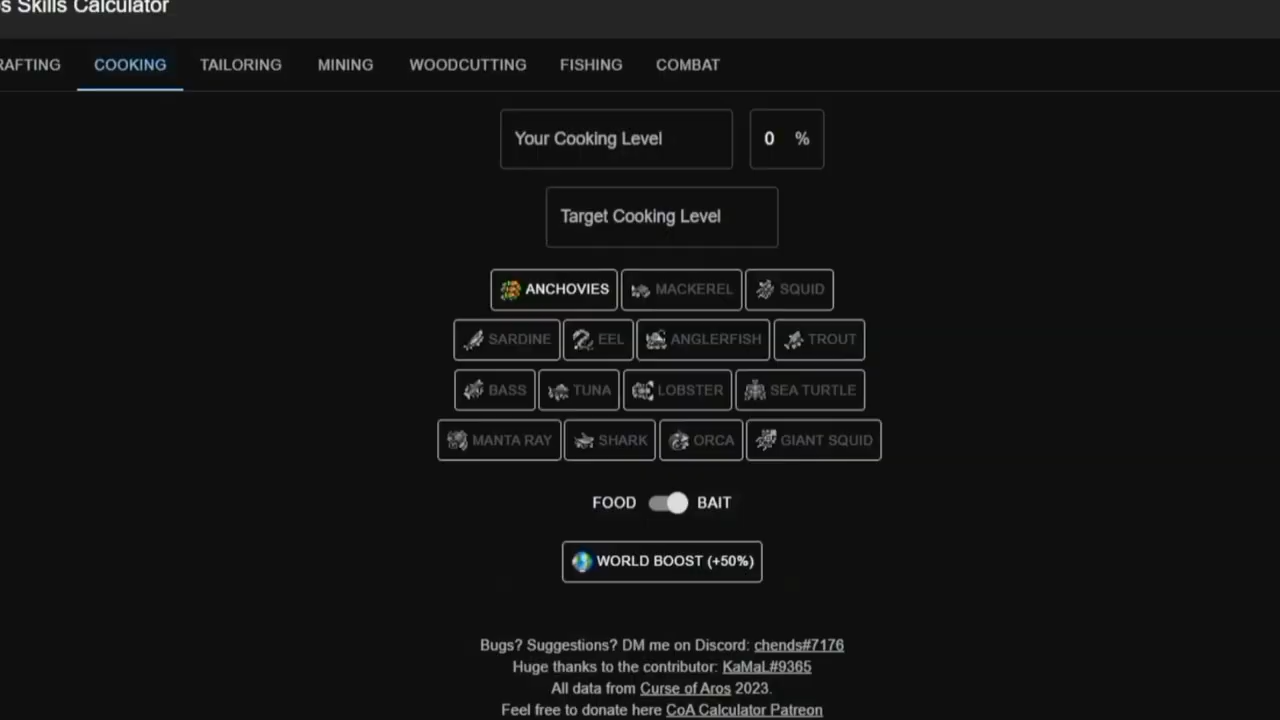 s Skills Calculator
RAFTING COOKING TAILORING MINING WOODCUTTING FISHING COMBAT
Your Cooking Level 0 %
Target Cooking Level
ANCHOVIES MACKEREL SQUID
SARDINE EEL ANGLERFISH TROUT
BASS TUNA LOBSTER SEA TURTLE
MANTA RAY SHARK ORCA GIANT SQUID
FOOD BAIT
WORLD BOOST (+50%)
Bugs? Suggestions? DM me on Discord: chends#7176
Huge thanks to the contributor: KaMaL#9365
All data from Curse of Aros 2023.
Feel free to donate here CoA Calculator Patreon